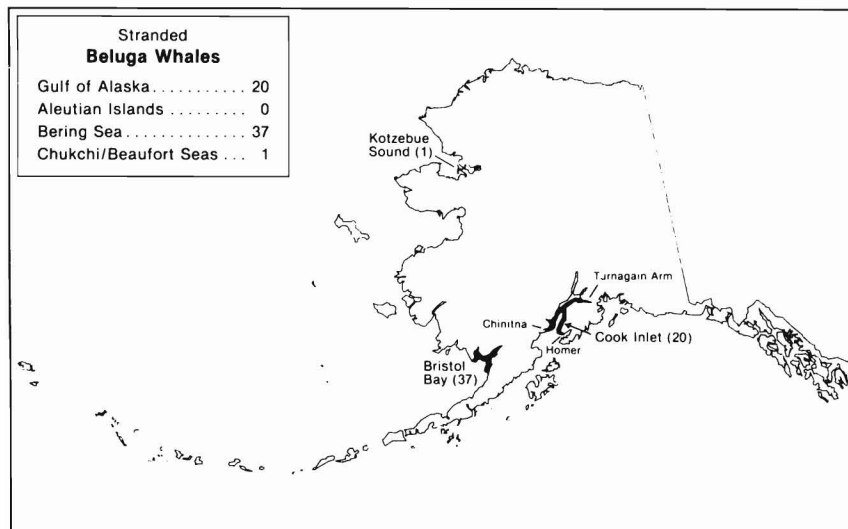 Stranded
Beluga Whales
Gulf of Alaska . . . . . . . . . . . 20
Aleutian Islands . . . . . . . . . 0
Bering Sea . . . . . . . . . . . . . . . 37
Chukchi/Beaufort Seas . . . 1
Kotzebue
Sound (1)
Turnagain Arm
Chinitna
Cook Inlet (20)
Homer
Bristol
Bay (37)